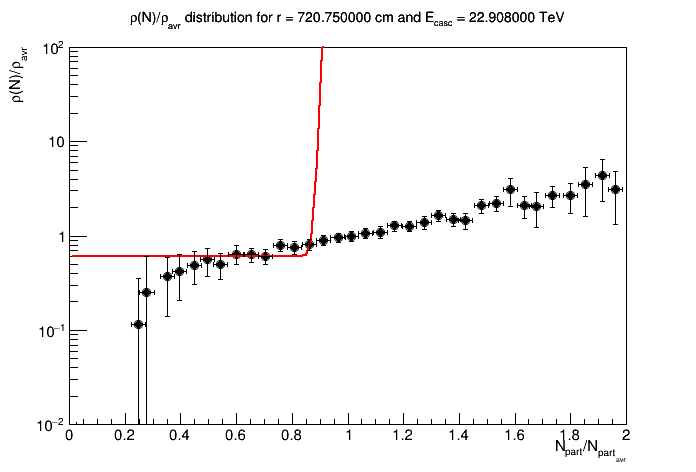 ρ(N)/ρavr distribution for r = 720.750000 cm and Ecasc = 22.908000 TeV
ρ(N)/ρavr
10²
10
1
10⁻¹
10⁻²
0 0.2 0.4 0.6 0.8 1 1.2 1.4 1.6 1.8 2
Npart/Npartavr